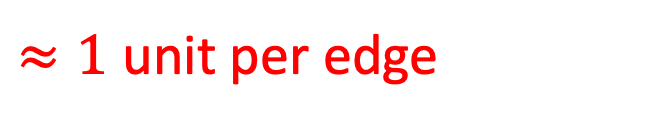 ≈ 1 unit per edge